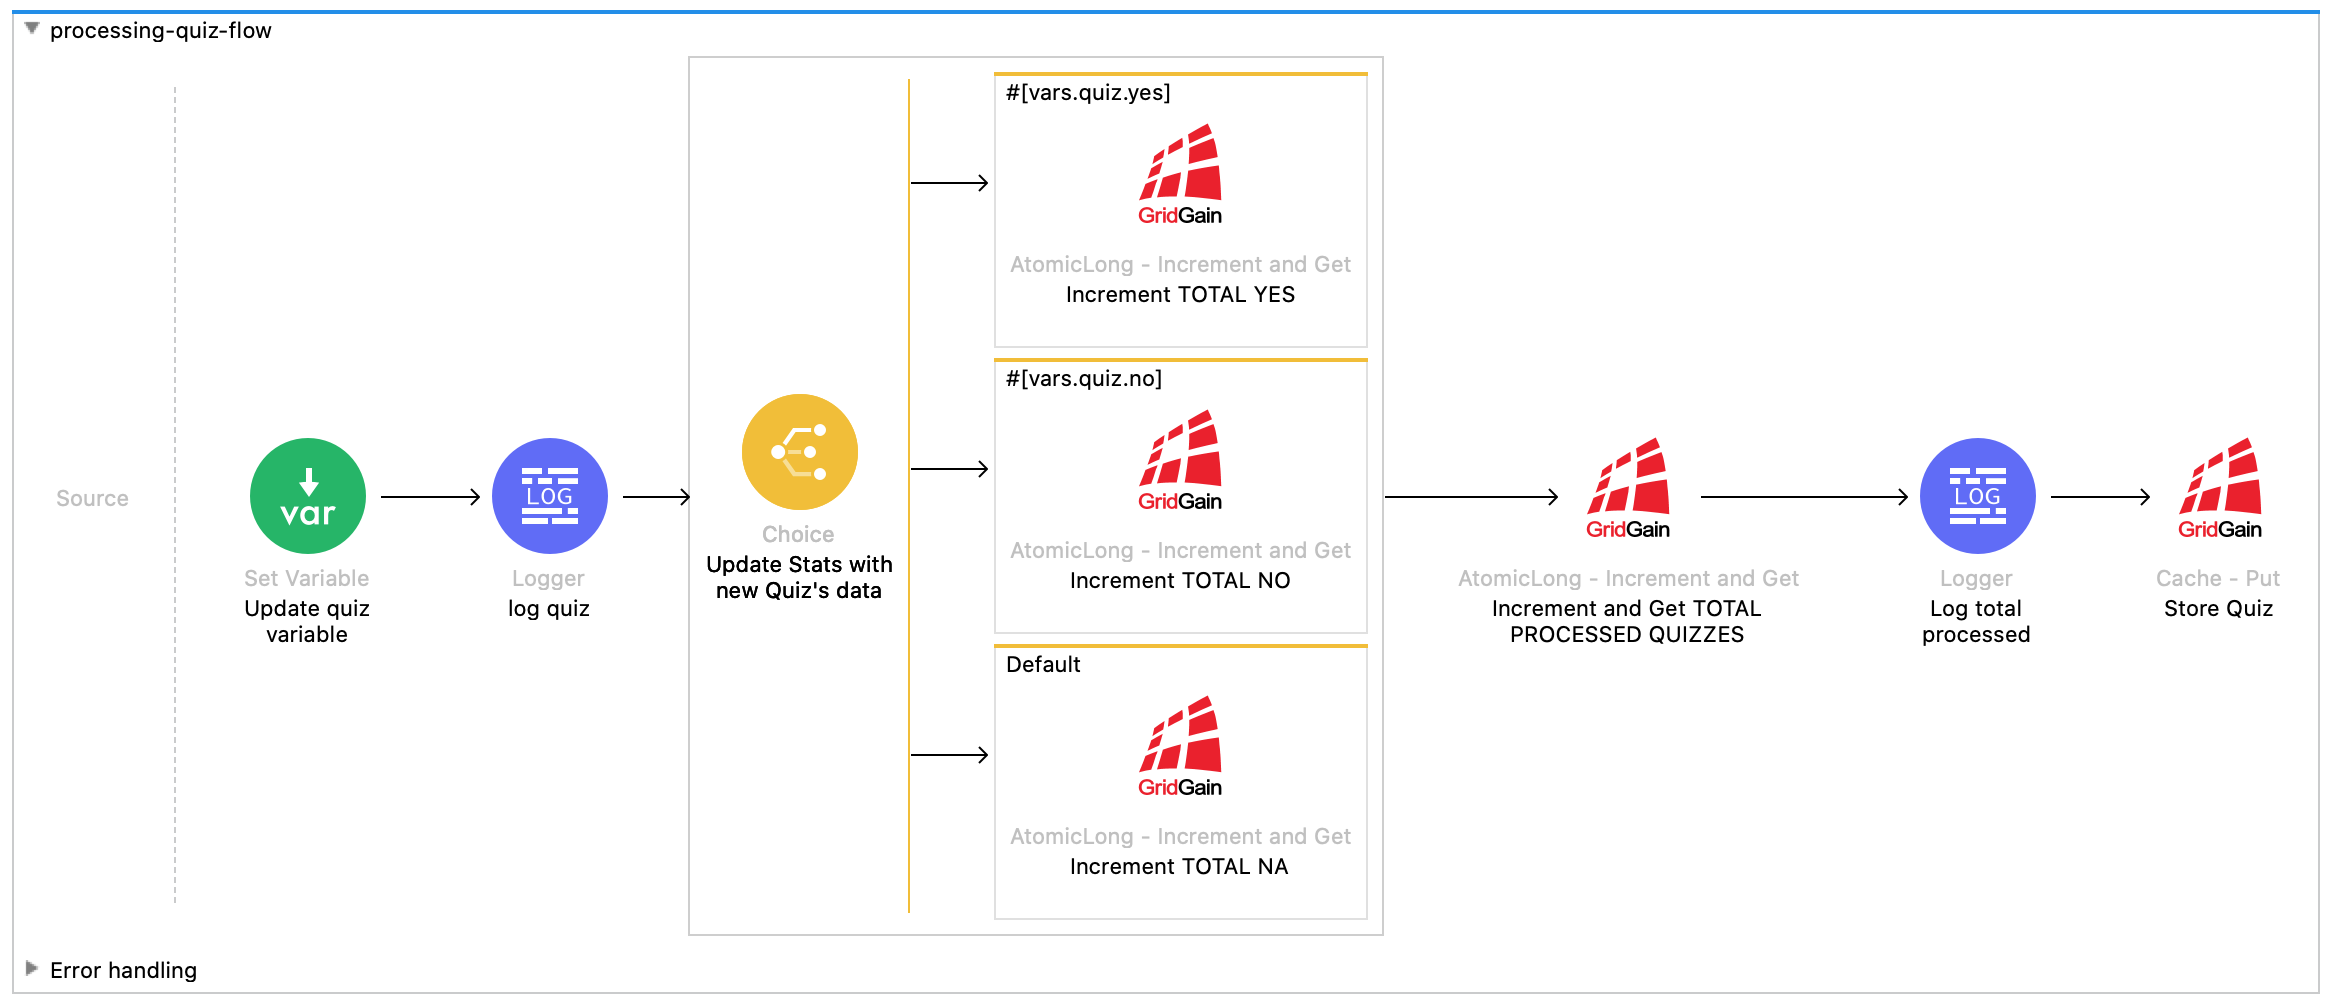 processing-quiz-flow
Source
var
Set Variable
Update quiz
variable
LOG
Logger
log quiz
Choice
Update Stats with
new Quiz's data
#[vars.quiz.yes]
GridGain
AtomicLong - Increment and Get
Increment TOTAL YES
#[vars.quiz.no]
GridGain
AtomicLong - Increment and Get
Increment TOTAL NO
Default
GridGain
AtomicLong - Increment and Get
Increment TOTAL NA
GridGain
AtomicLong - Increment and Get
Increment and Get TOTAL
PROCESSED QUIZZES
LOG
Logger
Log total
processed
GridGain
Cache - Put
Store Quiz
Error handling